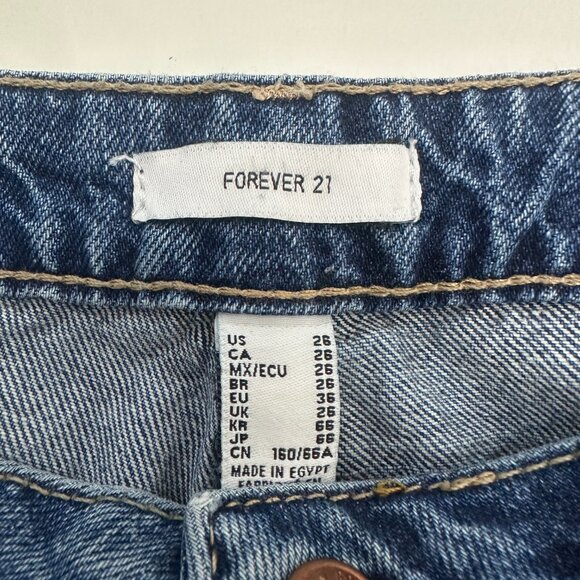 FOREVER 21
US 26
CA 26
MX/ECU 26
BR 26
EU 36
UK 26
KR 66
JP 66
CN 160/66A
MADE IN EGYPT